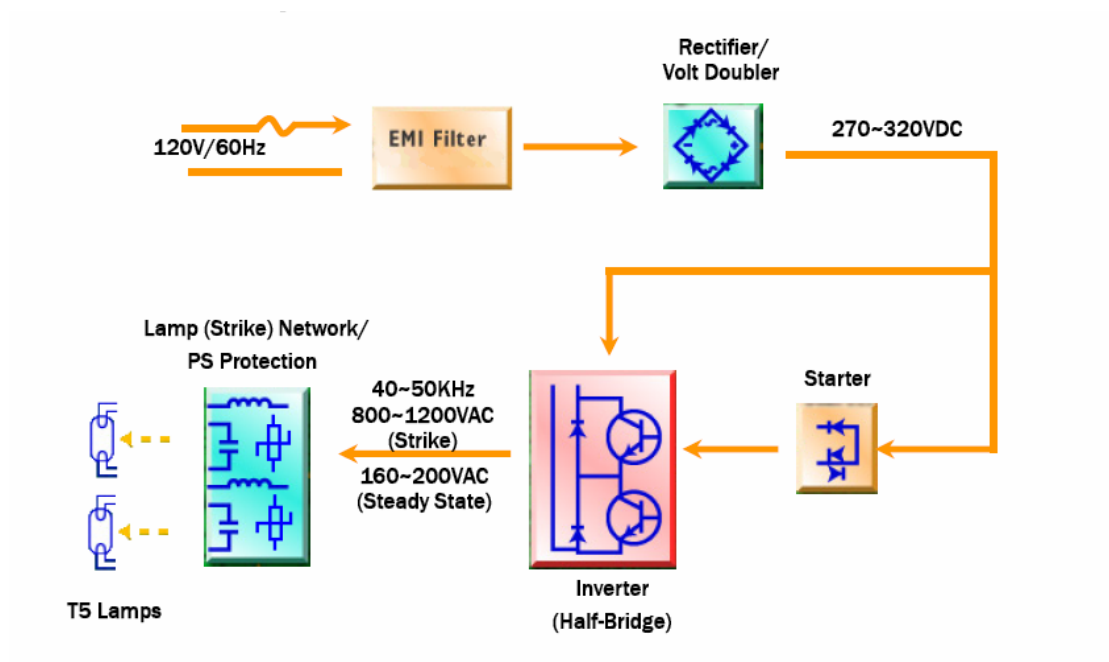 Rectifier/
Volt Doubler
120V/60Hz
EMI Filter
270~320VDC
Lamp (Strike) Network/
PS Protection
40~50KHz
800~1200VAC
(Strike)
160~200VAC
(Steady State)
Starter
Inverter
(Half-Bridge)
T5 Lamps